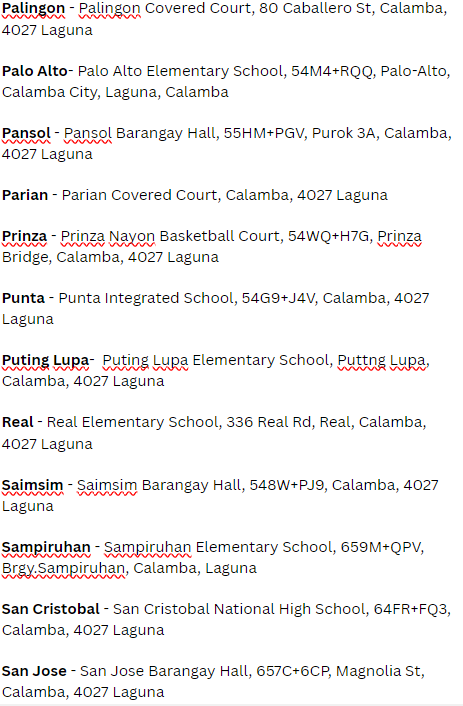 Palingon - Palingon Covered Court, 80 Caballero St, Calamba,
4027 Laguna
Palo Alto- Palo Alto Elementary School, 54M4+RQQ, Palo-Alto,
Calamba City, Laguna, Calamba
Pansol - Pansol Barangay Hall, 55HM+PGV, Purok 3A, Calamba,
4027 Laguna
Parian - Parian Covered Court, Calamba, 4027 Laguna
Prinza - Prinza Nayon Basketball Court, 54WQ+H7G, Prinza
Bridge, Calamba, 4027 Laguna
Punta - Punta Integrated School, 54G9+J4V, Calamba, 4027
Laguna
Puting Lupa- Puting Lupa Elementary School, Puttng Lupa,
Calamba, 4027 Laguna
Real - Real Elementary School, 336 Real Rd, Real, Calamba,
4027 Laguna
Saimsim - Saimsim Barangay Hall, 548W+PJ9, Calamba, 4027
Laguna
Sampiruhan - Sampiruhan Elementary School, 659M+QPV,
Brgy.Sampiruhan, Calamba, Laguna
San Cristobal - San Cristobal National High School, 64FR+FQ3,
Calamba, 4027 Laguna
San Jose - San Jose Barangay Hall, 657C+6CP, Magnolia St,
Calamba, 4027 Laguna